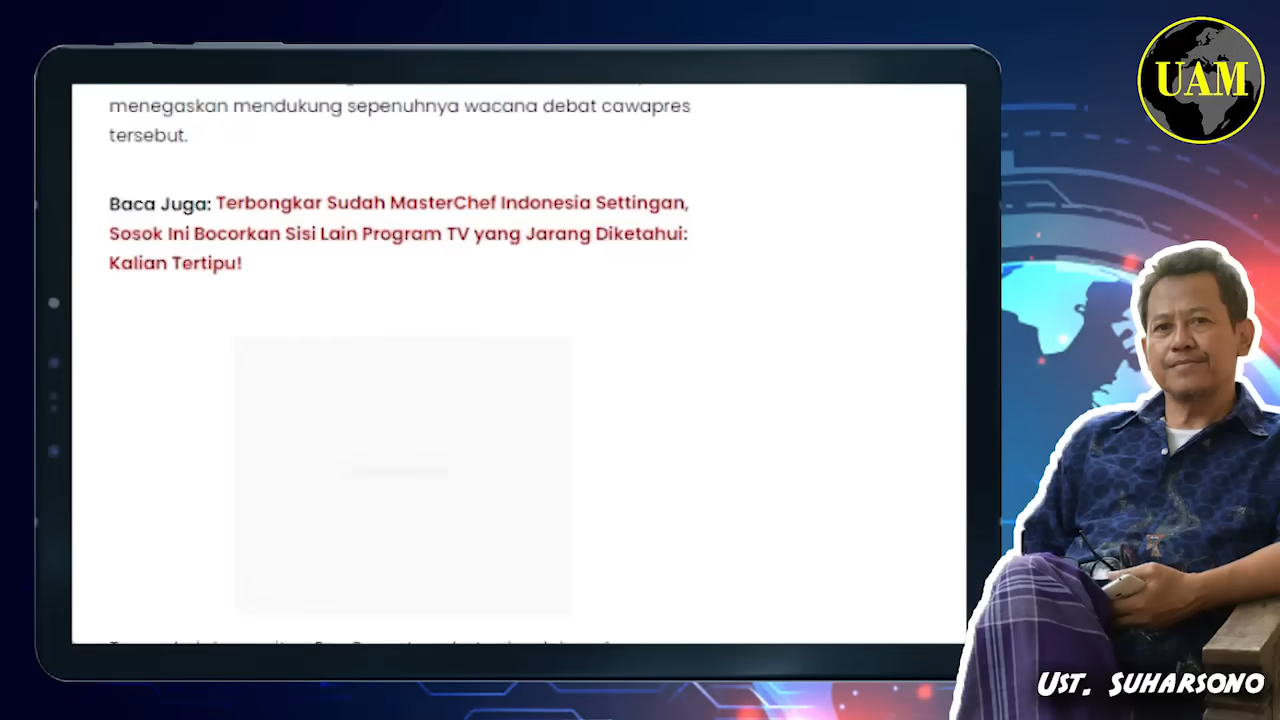 menegaskan mendukung sepenuhnya wacana debat cawapres
tersebut.
Baca Juga: Terbongkar Sudah MasterChef Indonesia Settingan,
Sosok Ini Bocorkan Sisi Lain Program TV yang Jarang Diketahui:
Kalian Tertipu!
UAM
UST. SUHARSONO